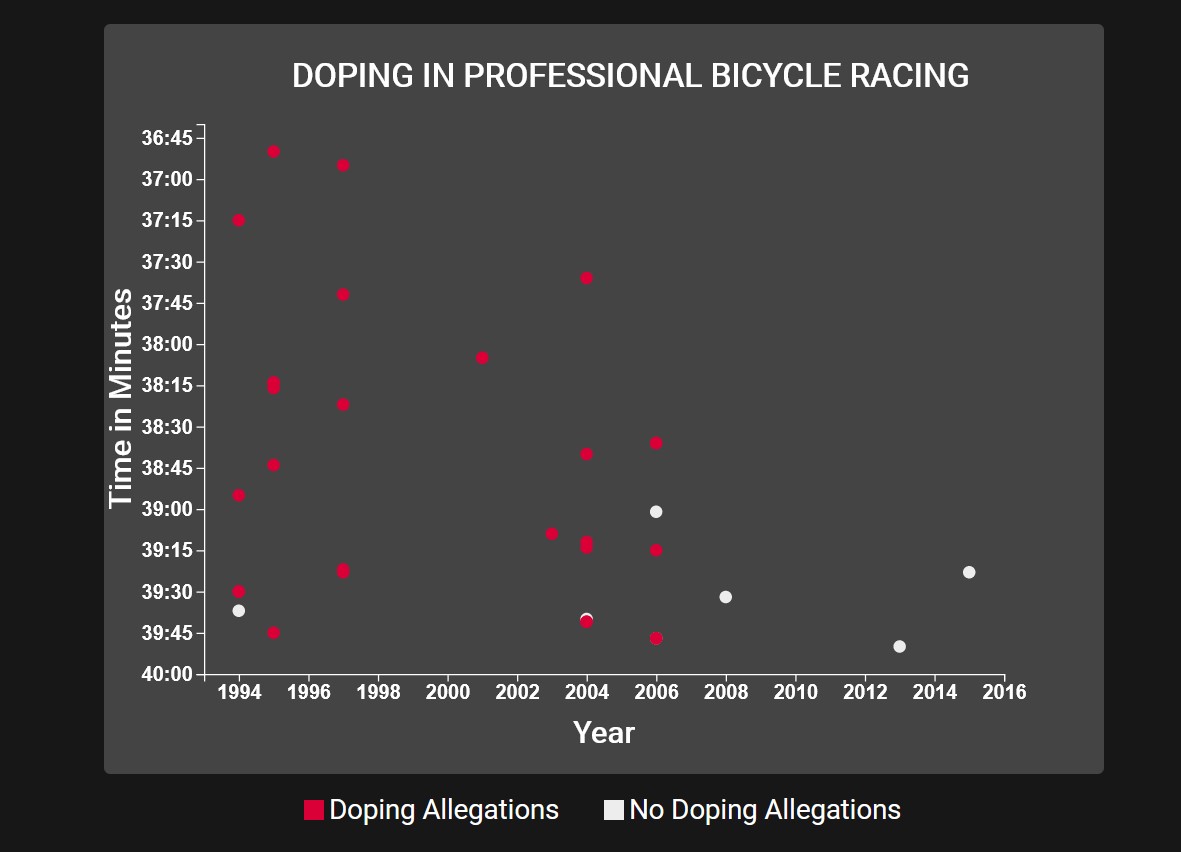 DOPING IN PROFESSIONAL BICYCLE RACING
36:45
37:00
37:15
37:30
37:45
38:00
38:15
38:30
38:45
39:00
39:15
39:30
39:45
40:00
Time in Minutes
1994 1996 1998 2000 2002 2004 2006 2008 2010 2012 2014 2016
Year
Doping Allegations No Doping Allegations